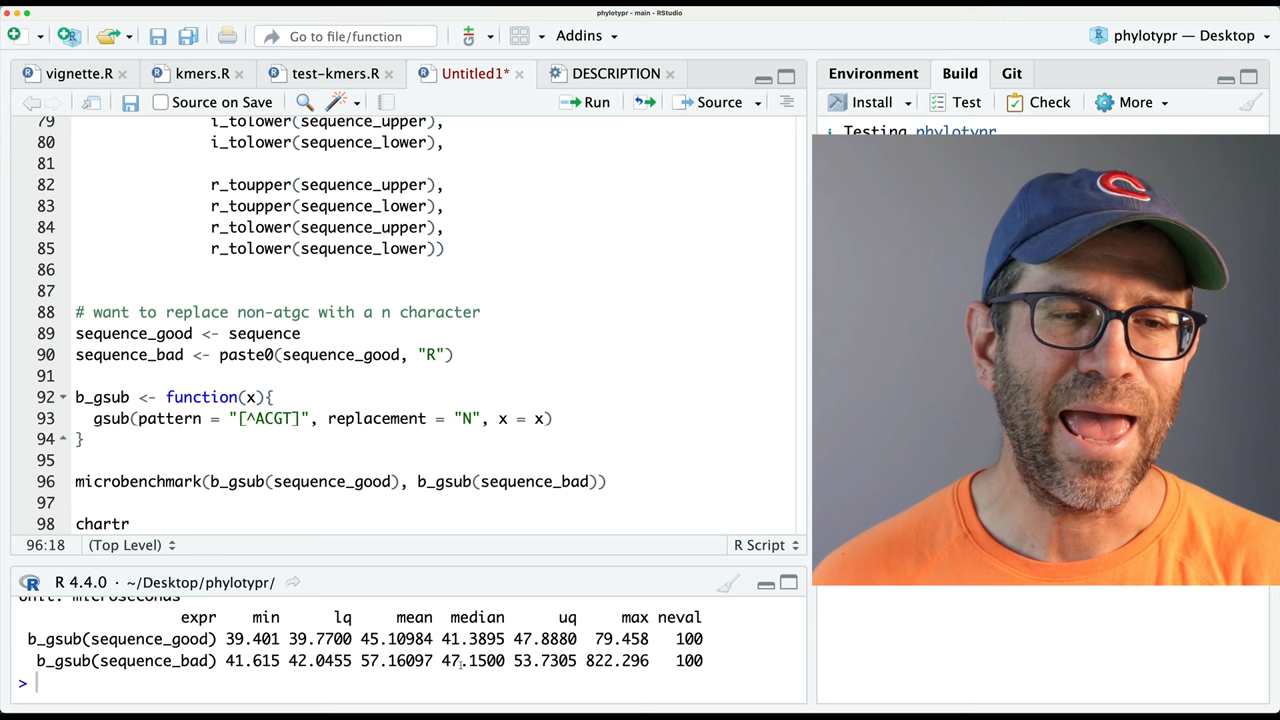 phylotypr - main - RStudio
Go to file/function
Addins
phylotypr — Desktop
vignette.R
kmers.R
test-kmers.R
Untitled1*
DESCRIPTION
Environment
Build
Git
Source on Save
Run
Source
Install
Test
Check
More
79 i_tolower(sequence_upper),
80 i_tolower(sequence_lower),
81
82 r_toupper(sequence_upper),
83 r_toupper(sequence_lower),
84 r_tolower(sequence_upper),
85 r_tolower(sequence_lower))
86
87
88 # want to replace non-atgc with a n character
89 sequence_good <- sequence
90 sequence_bad <- paste0(sequence_good, "R")
91
92 b_gsub <- function(x){
93 gsub(pattern = "[^ACGT]", replacement = "N", x = x)
94 }
95
96 microbenchmark(b_gsub(sequence_good), b_gsub(sequence_bad))
97
98 chartr
96:18 (Top Level) R Script
i Testing phylotypr
R 4.4.0 · ~/Desktop/phylotypr/
Unit: microseconds
expr min lq mean median uq max neval
b_gsub(sequence_good) 39.401 39.7700 45.10984 41.3895 47.8880 79.458 100
b_gsub(sequence_bad) 41.615 42.0455 57.16097 47.1500 53.7305 822.296 100
>